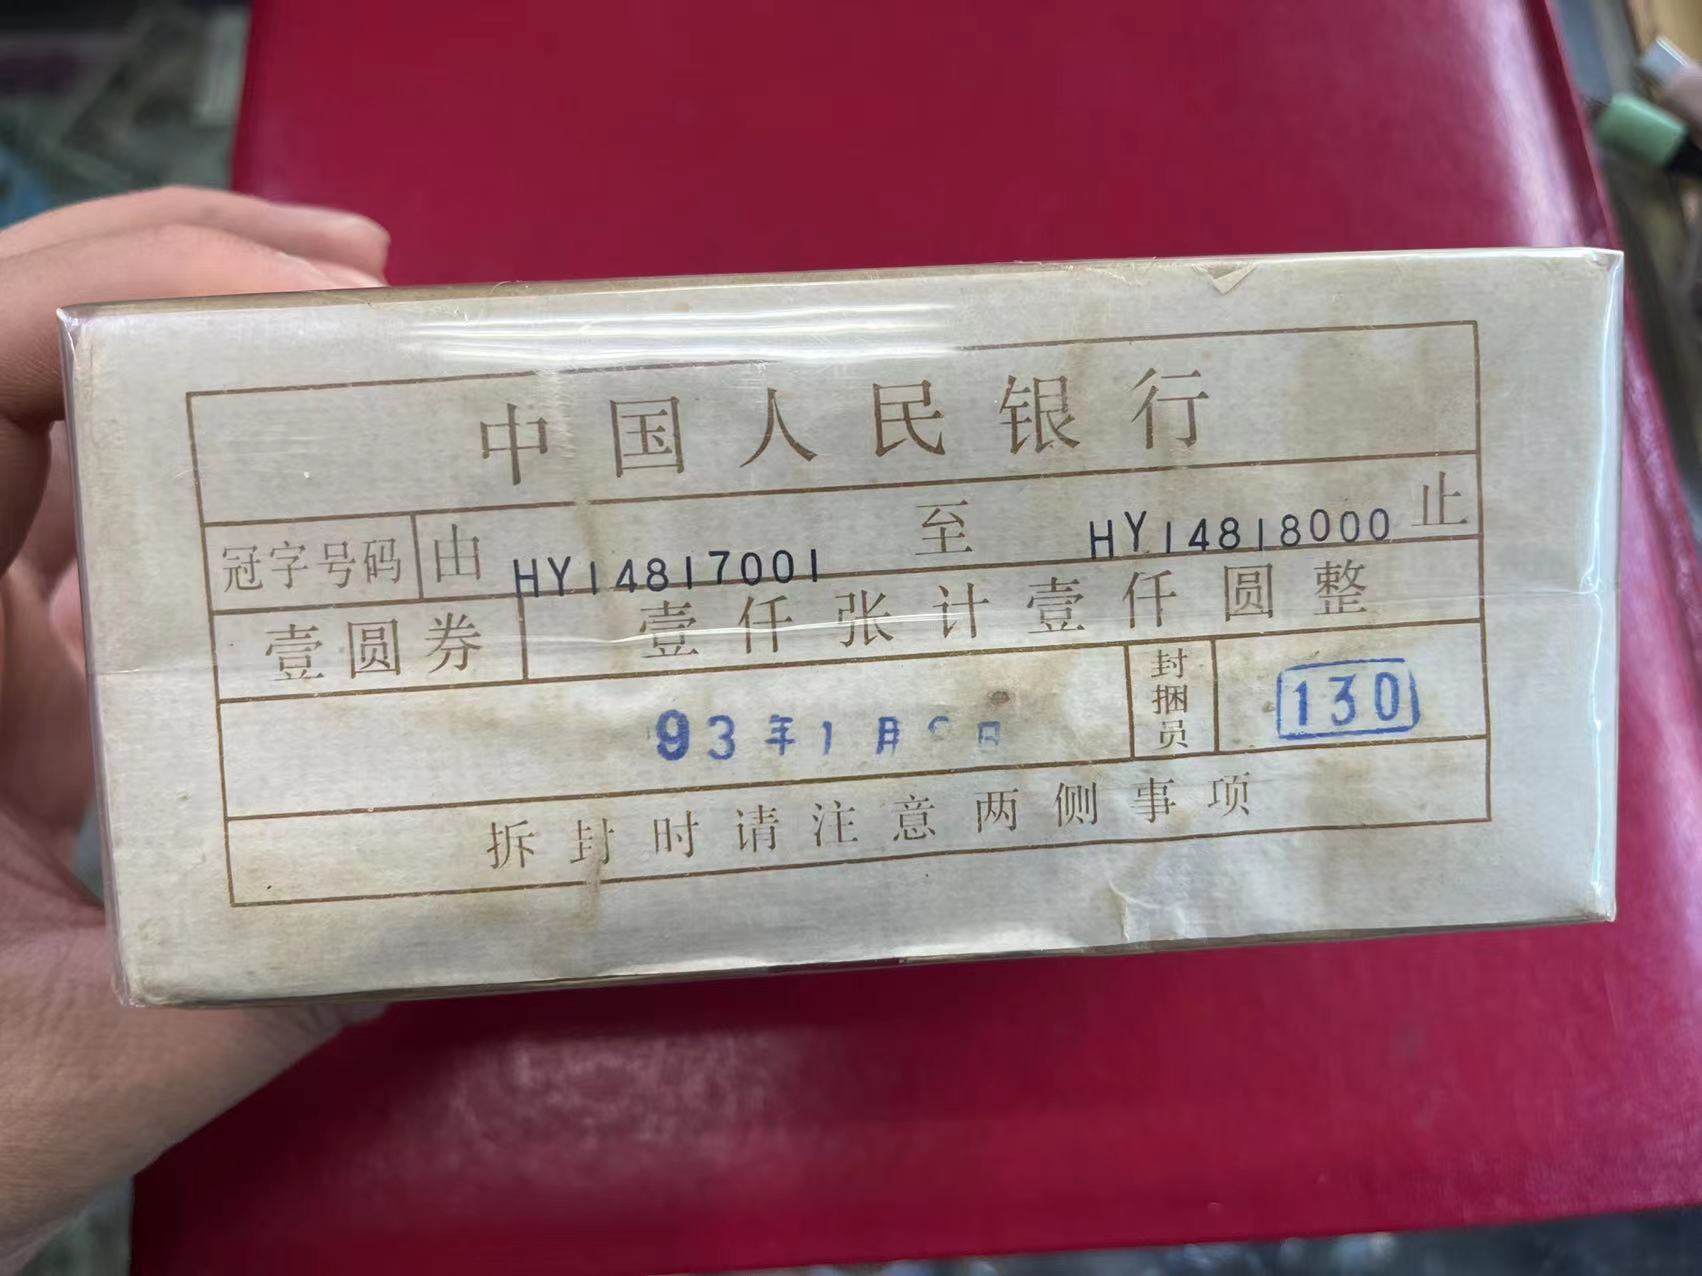 中国人民银行
冠字号码 由 HY14817001 至 HY14818000 止
壹圆券 壹仟张计壹仟圆整
93年1月 日 封捆员 130
拆封时请注意两侧事项